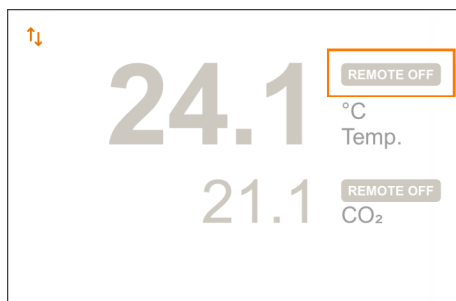 24.1
REMOTE OFF
°C
Temp.
21.1
REMOTE OFF
CO₂